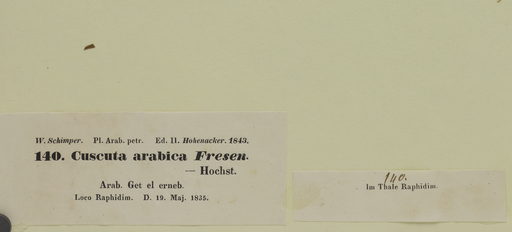 W. Schimper. Pl. Arab. petr. Ed. II. Hohenacker. 1843.
140. Cuscuta arabica Fresen.
— Hochst.
Arab. Get el erneb.
Loco Raphidim. D. 19. Maj. 1835.
140.
Im Thale Raphidim.